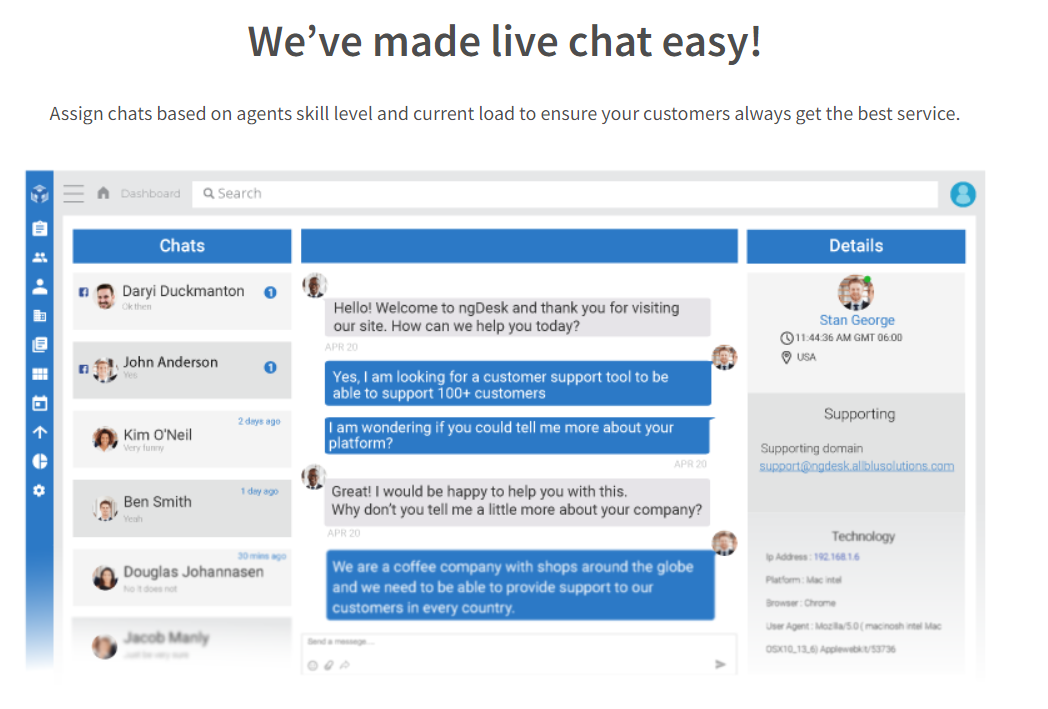 We've made live chat easy!
Assign chats based on agents skill level and current load to ensure your customers always get the best service.
Dashboard
Search
Chats
Daryi Duckmanton
Ok then
1
John Anderson
Yes
1
2 days ago
Kim O'Neil
Very funny
1 day ago
Ben Smith
Yeah
30 mins ago
Douglas Johannasen
No it does not
Jacob Manly
Just be very sure
Hello! Welcome to ngDesk and thank you for visiting
our site. How can we help you today?
APR 20
Yes, I am looking for a customer support tool to be
able to support 100+ customers
I am wondering if you could tell me more about your
platform?
APR 20
Great! I would be happy to help you with this.
Why don't you tell me a little more about your company?
APR 20
We are a coffee company with shops around the globe
and we need to be able to provide support to our
customers in every country.
Send a message....
Details
Stan George
11:44:36 AM GMT 06:00
USA
Supporting
Supporting domain
support@ngdesk.allblusolutions.com
Technology
Ip Address : 192.168.1.6
Platform : Mac intel
Browser : Chrome
User Agent : Mozilla/5.0 ( macinosh intel Mac
OSX10_13_6) Applewebkit/53736